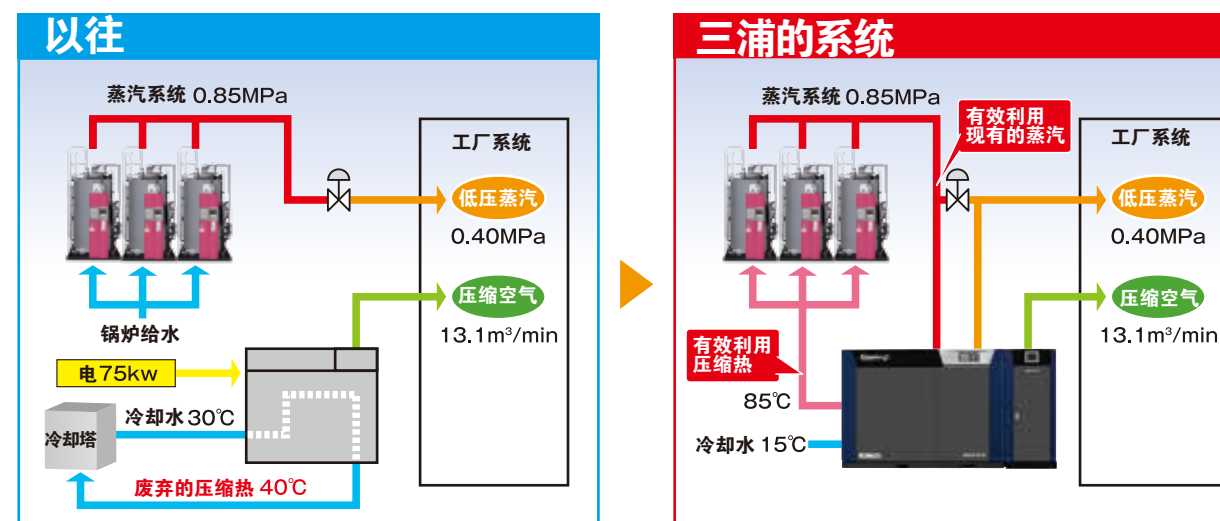 以往
蒸汽系统 0.85MPa
工厂系统
低压蒸汽
0.40MPa
压缩空气
13.1m³/min
锅炉给水
电75kw
冷却水30℃
冷却塔
废弃的压缩热 40℃
三浦的系统
蒸汽系统 0.85MPa
有效利用
现有的蒸汽
工厂系统
低压蒸汽
0.40MPa
压缩空气
13.1m³/min
有效利用
压缩热
85℃
冷却水 15℃